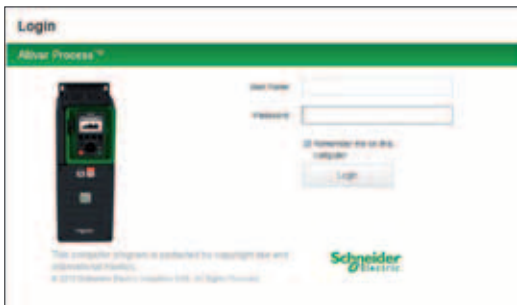 Login
Altivar Process™
User Name
Password
Remember me on this
computer
Login
This computer program is protected by copyright law and
international treaties.
Schneider
Electric